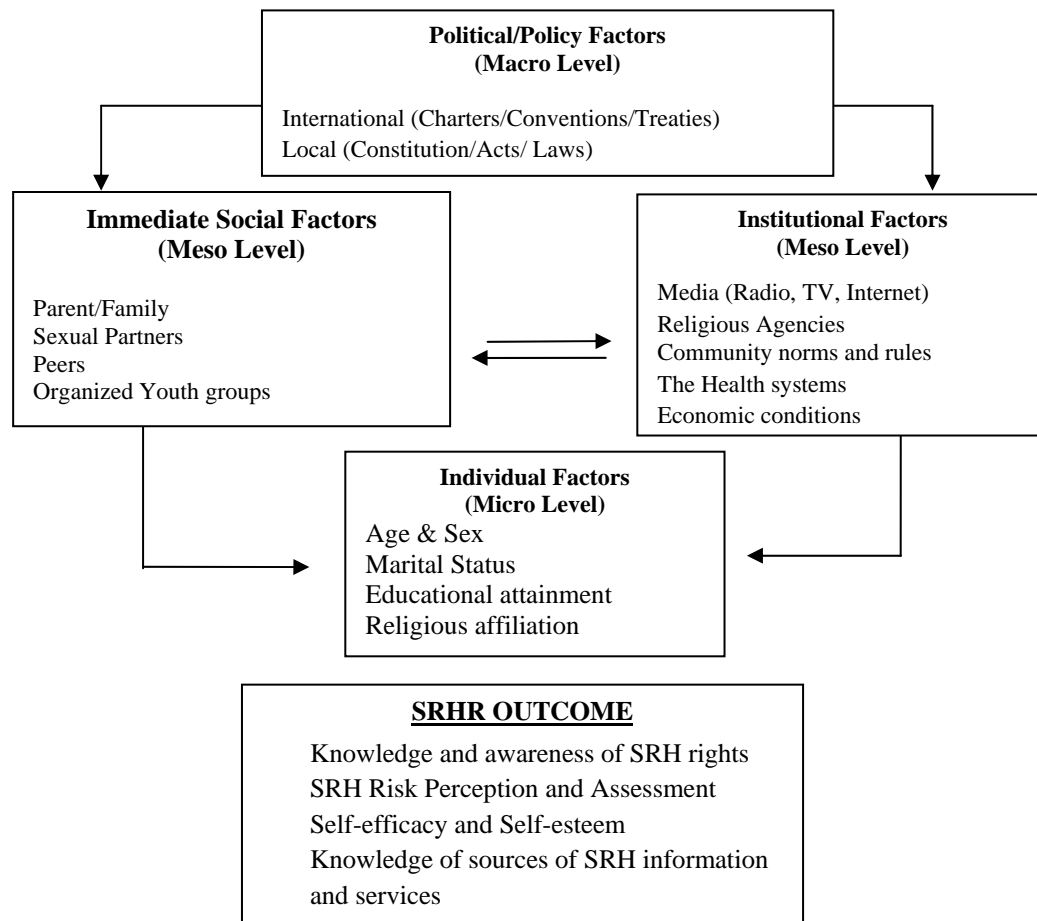 Political/Policy Factors
(Macro Level)
International (Charters/Conventions/Treaties)
Local (Constitution/Acts/ Laws)
Immediate Social Factors
(Meso Level)
Parent/Family
Sexual Partners
Peers
Organized Youth groups
Institutional Factors
(Meso Level)
Media (Radio, TV, Internet)
Religious Agencies
Community norms and rules
The Health systems
Economic conditions
Individual Factors
(Micro Level)
Age & Sex
Marital Status
Educational attainment
Religious affiliation
SRHR OUTCOME
Knowledge and awareness of SRH rights
SRH Risk Perception and Assessment
Self-efficacy and Self-esteem
Knowledge of sources of SRH information
and services